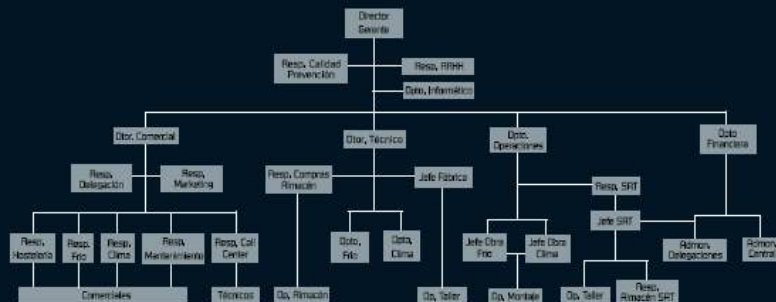 Director
Gerente
Resp. Calidad
Prevención
Resp. RRHH
Dpto. Informático
Dtor. Comercial
Dtor. Técnico
Dpto.
Operaciones
Dpto
Financiero
Resp.
Delegación
Resp.
Marketing
Resp. Compras
Almacén
Jefe Fábrica
Resp. SAT
Jefe SAT
Resp.
Hostelería
Resp.
Frío
Resp.
Clima
Resp.
Mantenimiento
Resp. Call
Center
Dpto.
Frío
Dpto.
Clima
Jefe Obra
Frío
Jefe Obra
Clima
Admon.
Delegaciones
Admon.
Central
Comerciales
Técnicos
Op. Almacén
Op. Taller
Op. Montaje
Op. Taller
Resp.
Almacén SAT